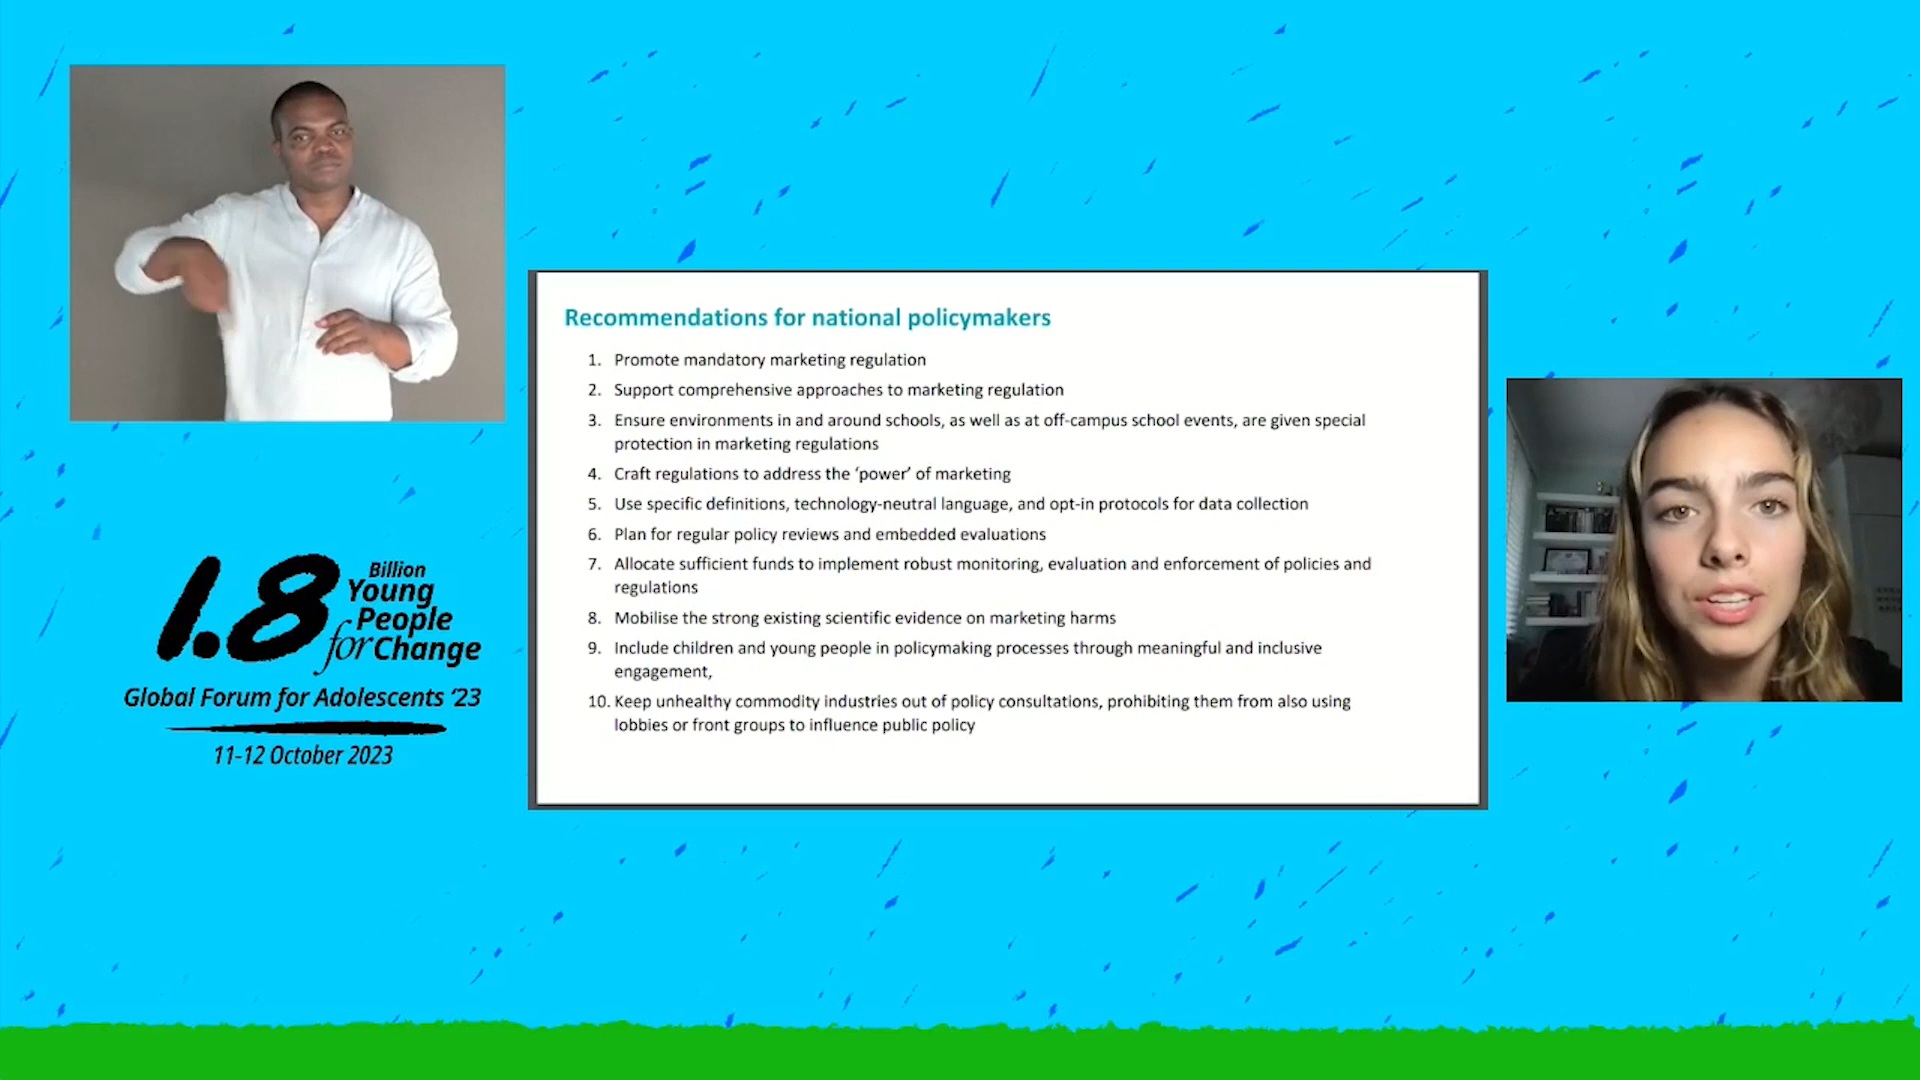 Recommendations for national policymakers
1. Promote mandatory marketing regulation
2. Support comprehensive approaches to marketing regulation
3. Ensure environments in and around schools, as well as at off-campus school events, are given special
protection in marketing regulations
4. Craft regulations to address the ‘power’ of marketing
5. Use specific definitions, technology-neutral language, and opt-in protocols for data collection
6. Plan for regular policy reviews and embedded evaluations
7. Allocate sufficient funds to implement robust monitoring, evaluation and enforcement of policies and
regulations
8. Mobilise the strong existing scientific evidence on marketing harms
9. Include children and young people in policymaking processes through meaningful and inclusive
engagement,
10. Keep unhealthy commodity industries out of policy consultations, prohibiting them from also using
lobbies or front groups to influence public policy
1.8 Billion
Young
People
for Change
Global Forum for Adolescents ‘23
11-12 October 2023